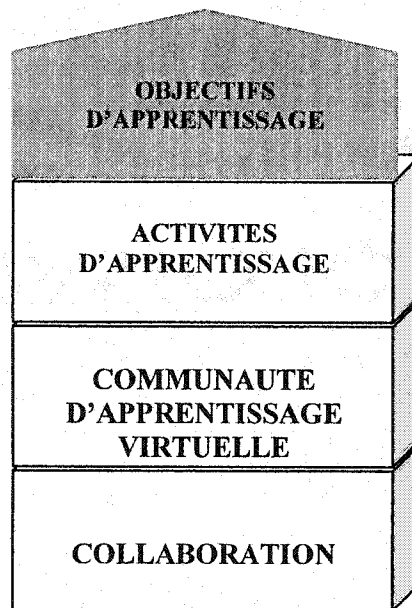 OBJECTIFS
D'APPRENTISSAGE
ACTIVITES
D'APPRENTISSAGE
COMMUNAUTE
D'APPRENTISSAGE
VIRTUELLE
COLLABORATION